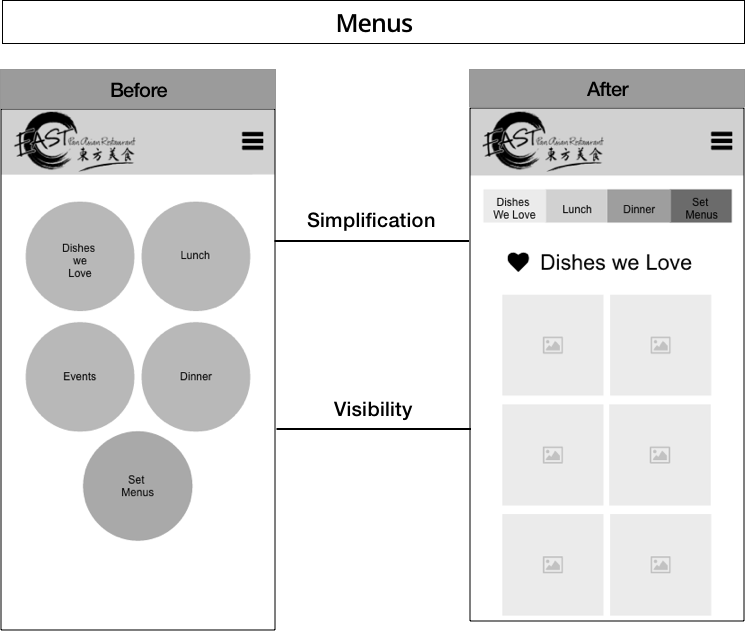 Menus
Before
After
EAST Pan Asian Restaurant
東方美食
EAST Pan Asian Restaurant
東方美食
Dishes
we
Love
Lunch
Events
Dinner
Set
Menus
Simplification
Visibility
Dishes
We Love
Lunch
Dinner
Set
Menus
Dishes we Love